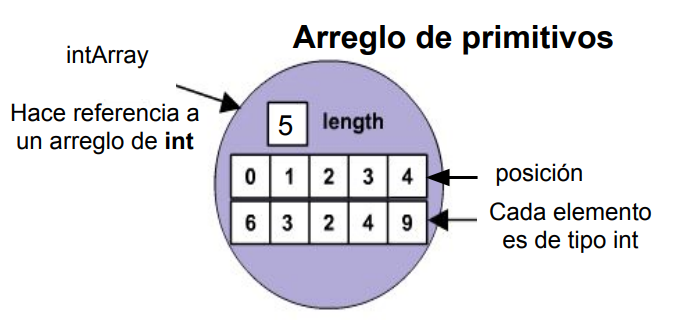 Arreglo de primitivos
intArray
Hace referencia a
un arreglo de int
5 length
0 1 2 3 4
posición
6 3 2 4 9
Cada elemento
es de tipo int